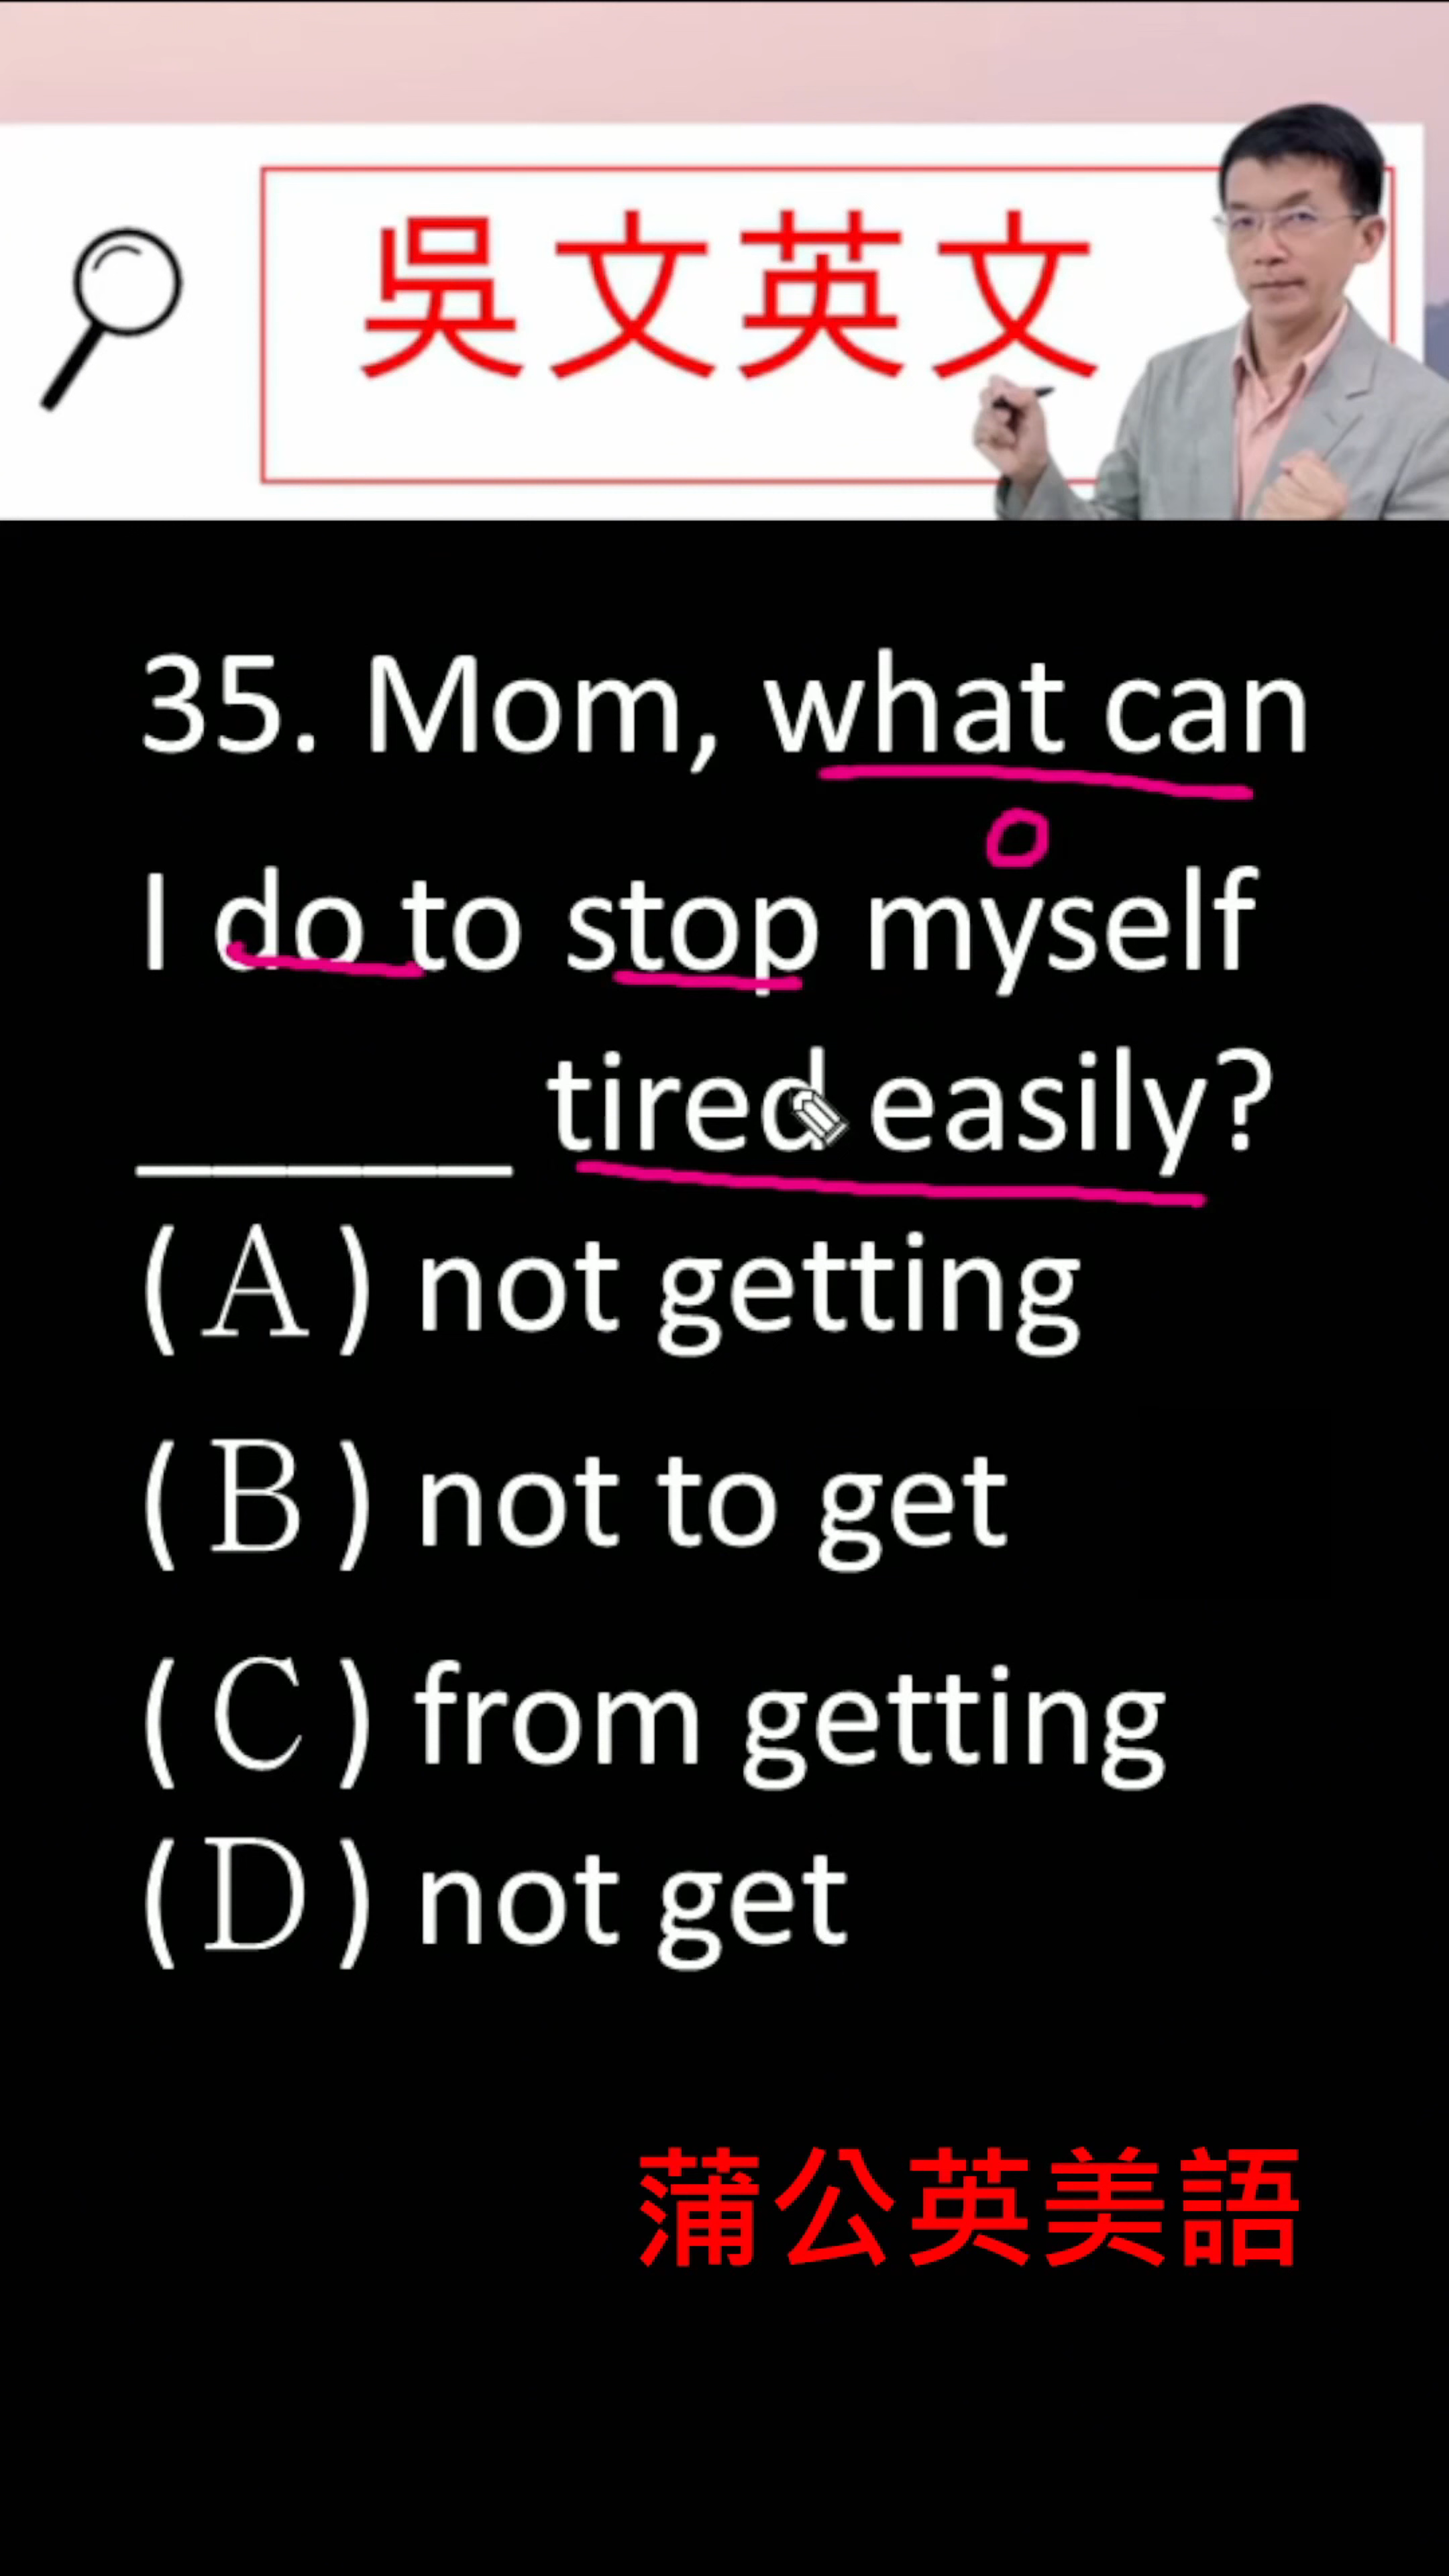 吳文英文
35. Mom, what can
I do to stop myself
______ tired easily?
(A) not getting
(B) not to get
(C) from getting
(D) not get
蒲公英美語